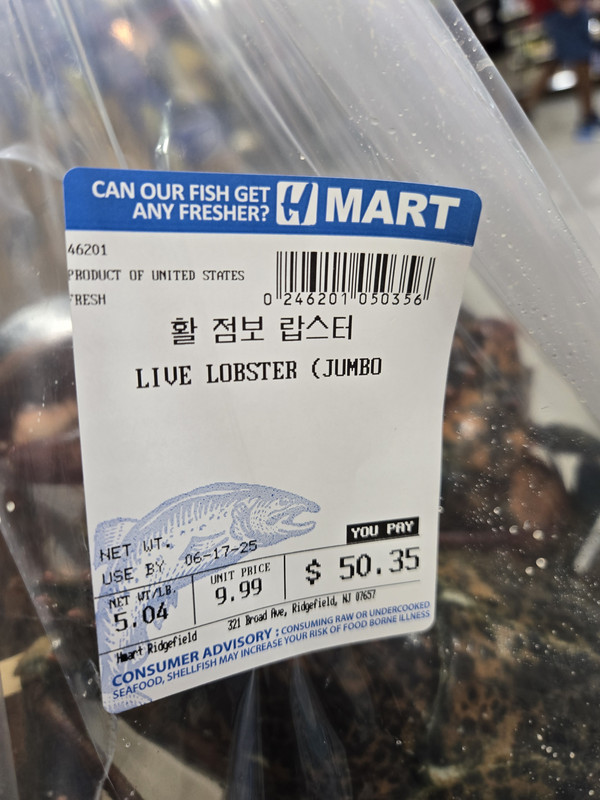 CAN OUR FISH GET
ANY FRESHER?
H MART
46201
PRODUCT OF UNITED STATES
FRESH
0 246201 050356
활 점보 랍스터
LIVE LOBSTER (JUMBO
NET WT.
USE BY 06-17-25
YOU PAY
NET WT/LB.
5.04
UNIT PRICE
9.99
$ 50.35
Hmart Ridgefield
321 Broad Ave, Ridgefield, NJ 07657
CONSUMER ADVISORY : CONSUMING RAW OR UNDERCOOKED
SEAFOOD, SHELLFISH MAY INCREASE YOUR RISK OF FOOD BORNE ILLNESS